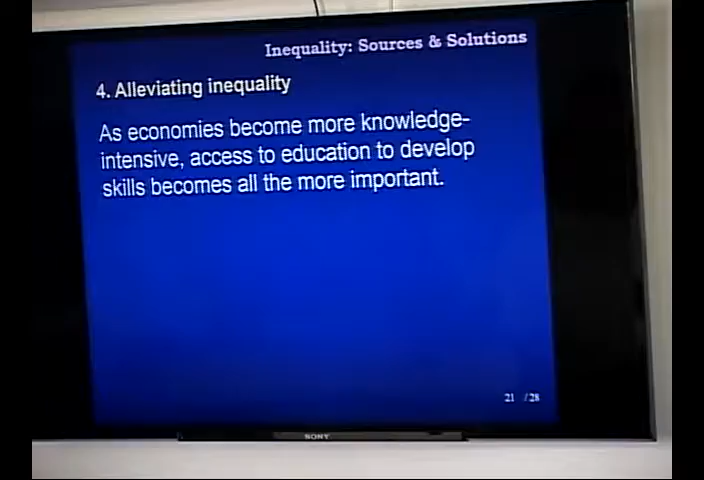 Inequality: Sources & Solutions
4. Alleviating inequality
As economies become more knowledge-
intensive, access to education to develop
skills becomes all the more important.
21 / 28
SONY